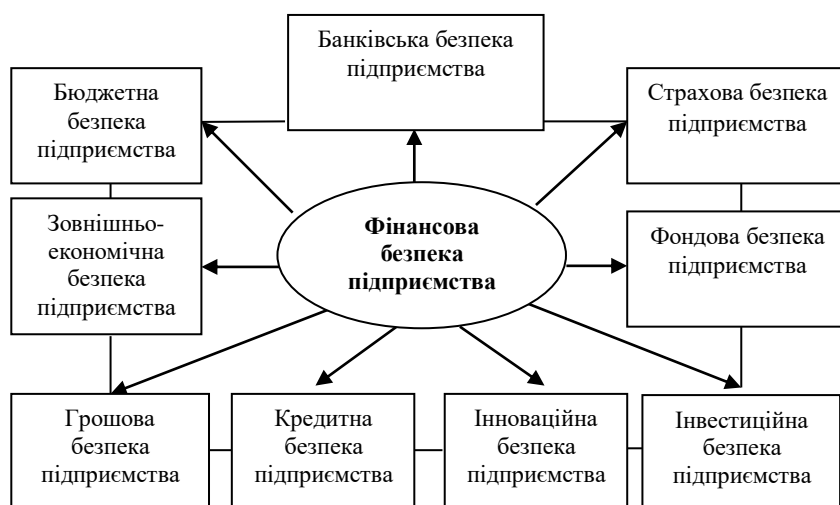 Банківська безпека
підприємства
Бюджетна
безпека
підприємства
Страхова безпека
підприємства
Зовнішньо-
економічна
безпека
підприємства
Фінансова
безпека
підприємства
Фондова безпека
підприємства
Грошова
безпека
підприємства
Кредитна
безпека
підприємства
Інноваційна
безпека
підприємства
Інвестиційна
безпека
підприємства